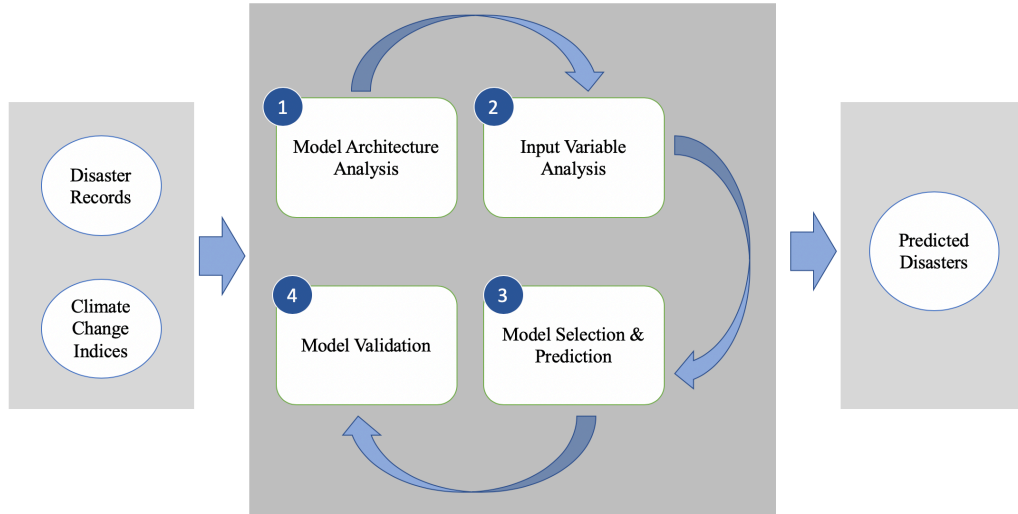 Disaster
Records
Climate
Change
Indices
1
Model Architecture
Analysis
2
Input Variable
Analysis
3
Model Selection &
Prediction
4
Model Validation
Predicted
Disasters